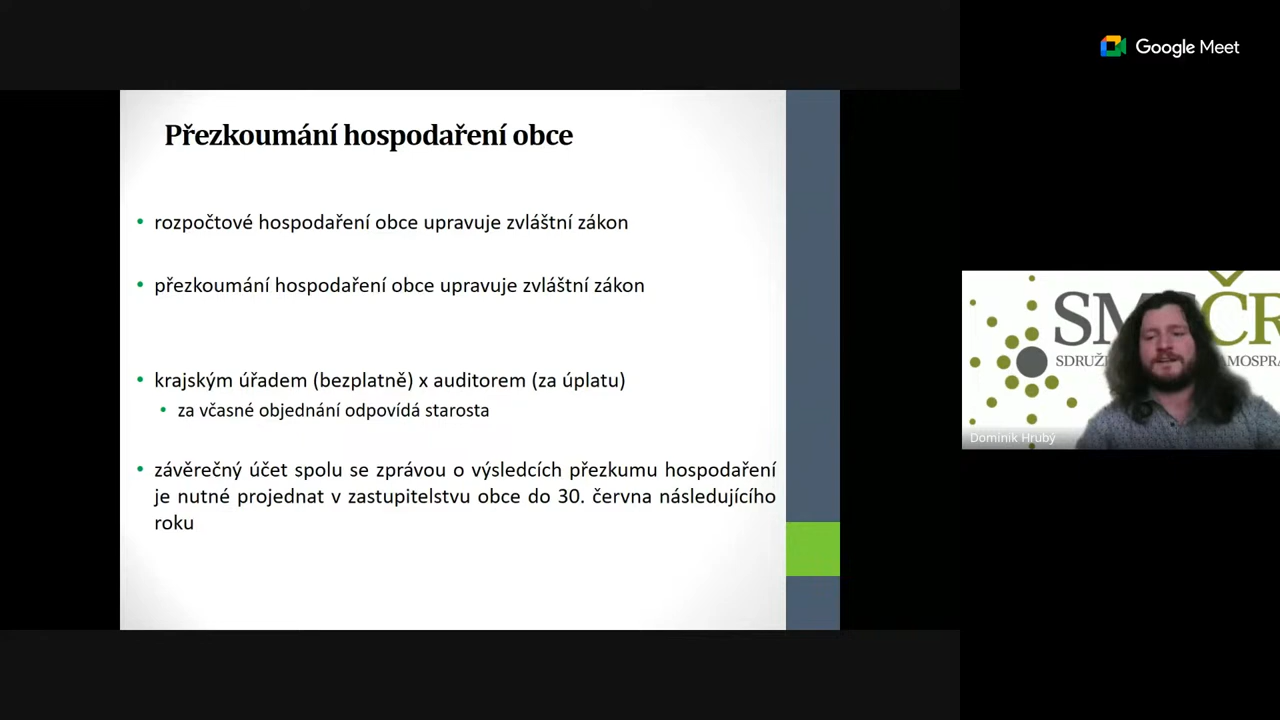 Google Meet
Přezkoumání hospodaření obce
• rozpočtové hospodaření obce upravuje zvláštní zákon
• přezkoumání hospodaření obce upravuje zvláštní zákon
• krajským úřadem (bezplatně) x auditorem (za úplatu)
• za včasné objednání odpovídá starosta
• závěrečný účet spolu se zprávou o výsledcích přezkumu hospodaření
je nutné projednat v zastupitelstvu obce do 30. června následujícího
roku
Dominik Hrubý